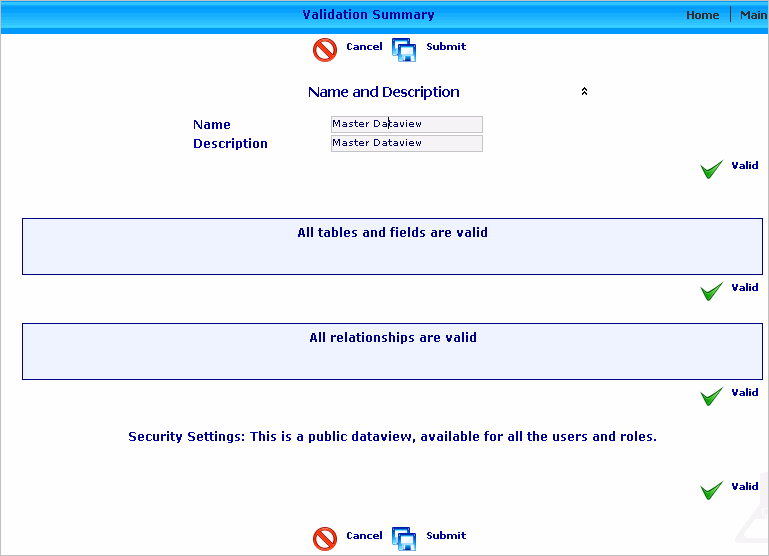 Validation Summary
Home | Main
Cancel Submit
Name and Description
Name Master Dataview
Description Master Dataview
Valid
All tables and fields are valid
Valid
All relationships are valid
Valid
Security Settings: This is a public dataview, available for all the users and roles.
Valid
Cancel Submit